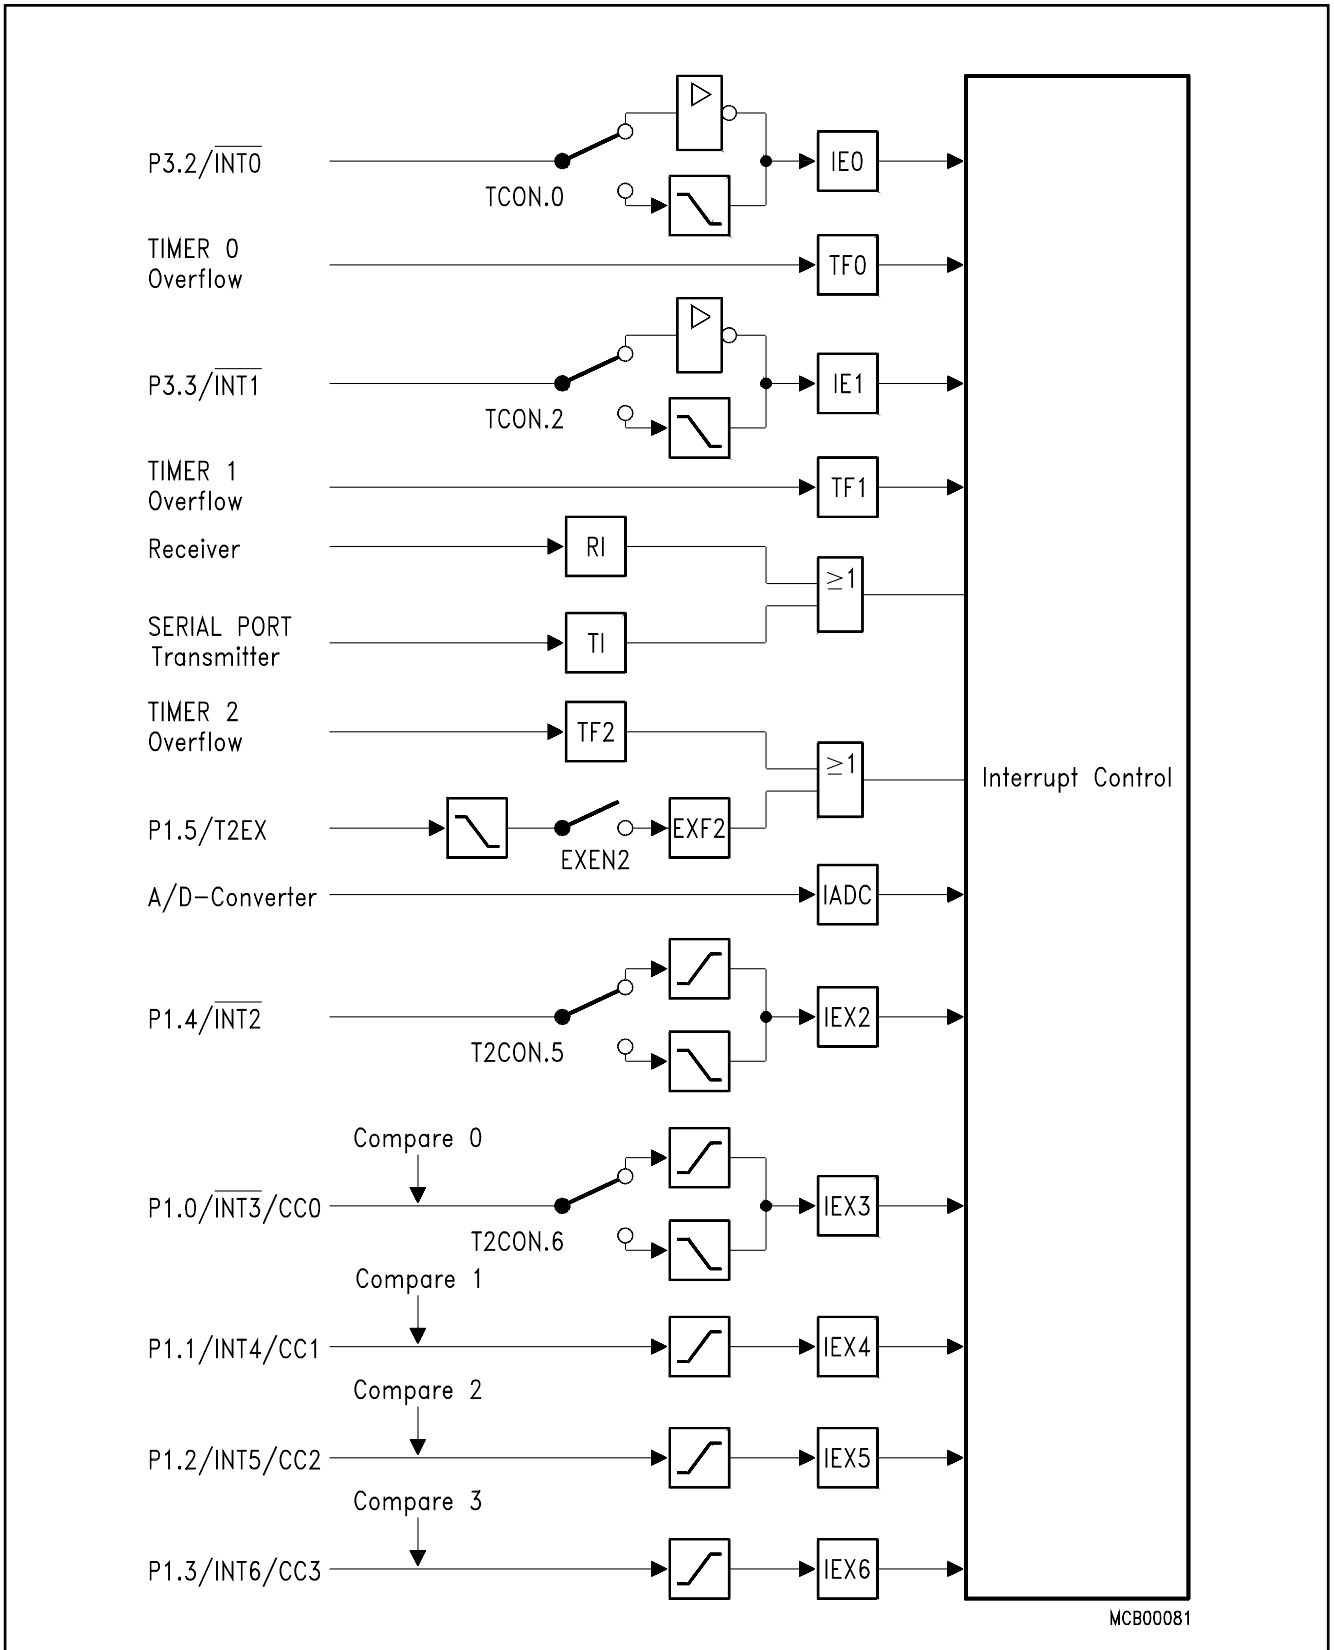 P3.2/INT0
TCON.0
IE0
TIMER 0
Overflow
TF0
P3.3/INT1
TCON.2
IE1
TIMER 1
Overflow
TF1
Receiver
RI
≥1
SERIAL PORT
Transmitter
TI
TIMER 2
Overflow
TF2
≥1
Interrupt Control
P1.5/T2EX
EXEN2
EXF2
A/D-Converter
IADC
P1.4/INT2
T2CON.5
IEX2
Compare 0
P1.0/INT3/CC0
T2CON.6
IEX3
Compare 1
P1.1/INT4/CC1
IEX4
Compare 2
P1.2/INT5/CC2
IEX5
Compare 3
P1.3/INT6/CC3
IEX6
MCB00081